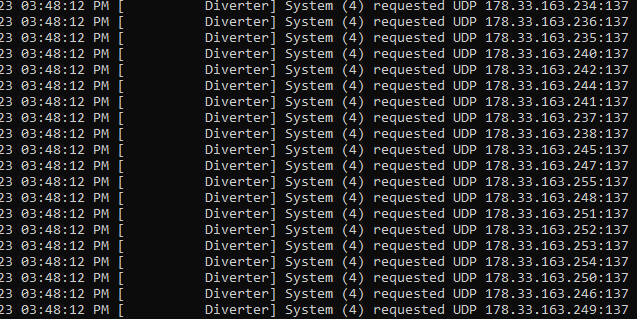 23 03:48:12 PM [ Diverter] System (4) requested UDP 178.33.163.234:137
23 03:48:12 PM [ Diverter] System (4) requested UDP 178.33.163.236:137
23 03:48:12 PM [ Diverter] System (4) requested UDP 178.33.163.235:137
23 03:48:12 PM [ Diverter] System (4) requested UDP 178.33.163.240:137
23 03:48:12 PM [ Diverter] System (4) requested UDP 178.33.163.242:137
23 03:48:12 PM [ Diverter] System (4) requested UDP 178.33.163.244:137
23 03:48:12 PM [ Diverter] System (4) requested UDP 178.33.163.241:137
23 03:48:12 PM [ Diverter] System (4) requested UDP 178.33.163.237:137
23 03:48:12 PM [ Diverter] System (4) requested UDP 178.33.163.238:137
23 03:48:12 PM [ Diverter] System (4) requested UDP 178.33.163.245:137
23 03:48:12 PM [ Diverter] System (4) requested UDP 178.33.163.247:137
23 03:48:12 PM [ Diverter] System (4) requested UDP 178.33.163.255:137
23 03:48:12 PM [ Diverter] System (4) requested UDP 178.33.163.248:137
23 03:48:12 PM [ Diverter] System (4) requested UDP 178.33.163.251:137
23 03:48:12 PM [ Diverter] System (4) requested UDP 178.33.163.252:137
23 03:48:12 PM [ Diverter] System (4) requested UDP 178.33.163.253:137
23 03:48:12 PM [ Diverter] System (4) requested UDP 178.33.163.254:137
23 03:48:12 PM [ Diverter] System (4) requested UDP 178.33.163.250:137
23 03:48:12 PM [ Diverter] System (4) requested UDP 178.33.163.246:137
23 03:48:12 PM [ Diverter] System (4) requested UDP 178.33.163.249:137